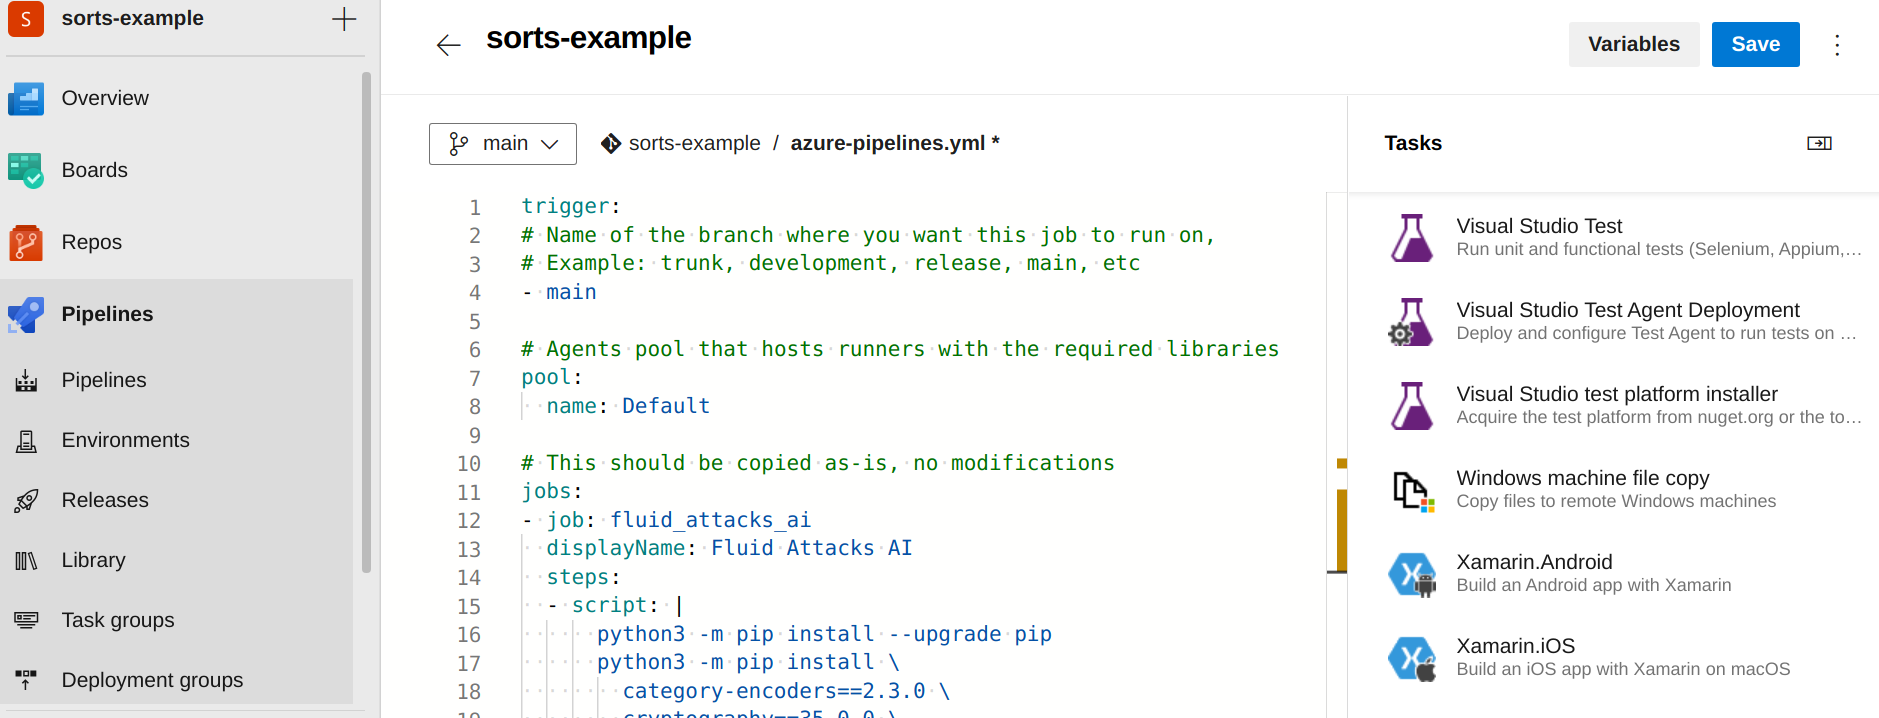 S sorts-example
Overview
Boards
Repos
Pipelines
Pipelines
Environments
Releases
Library
Task groups
Deployment groups
sorts-example
Variables
Save
main
sorts-example / azure-pipelines.yml *
1 trigger:
2 # Name of the branch where you want this job to run on,
3 # Example: trunk, development, release, main, etc
4 - main
5
6 # Agents pool that hosts runners with the required libraries
7 pool:
8 name: Default
9
10 # This should be copied as-is, no modifications
11 jobs:
12 - job: fluid_attacks_ai
13 displayName: Fluid Attacks AI
14 steps:
15 - script: |
16 python3 -m pip install --upgrade pip
17 python3 -m pip install \
18 category-encoders==2.3.0 \
19 cryptography==35.0.0 \
Tasks
Visual Studio Test
Run unit and functional tests (Selenium, Appium,...
Visual Studio Test Agent Deployment
Deploy and configure Test Agent to run tests on ...
Visual Studio test platform installer
Acquire the test platform from nuget.org or the to...
Windows machine file copy
Copy files to remote Windows machines
Xamarin.Android
Build an Android app with Xamarin
Xamarin.iOS
Build an iOS app with Xamarin on macOS